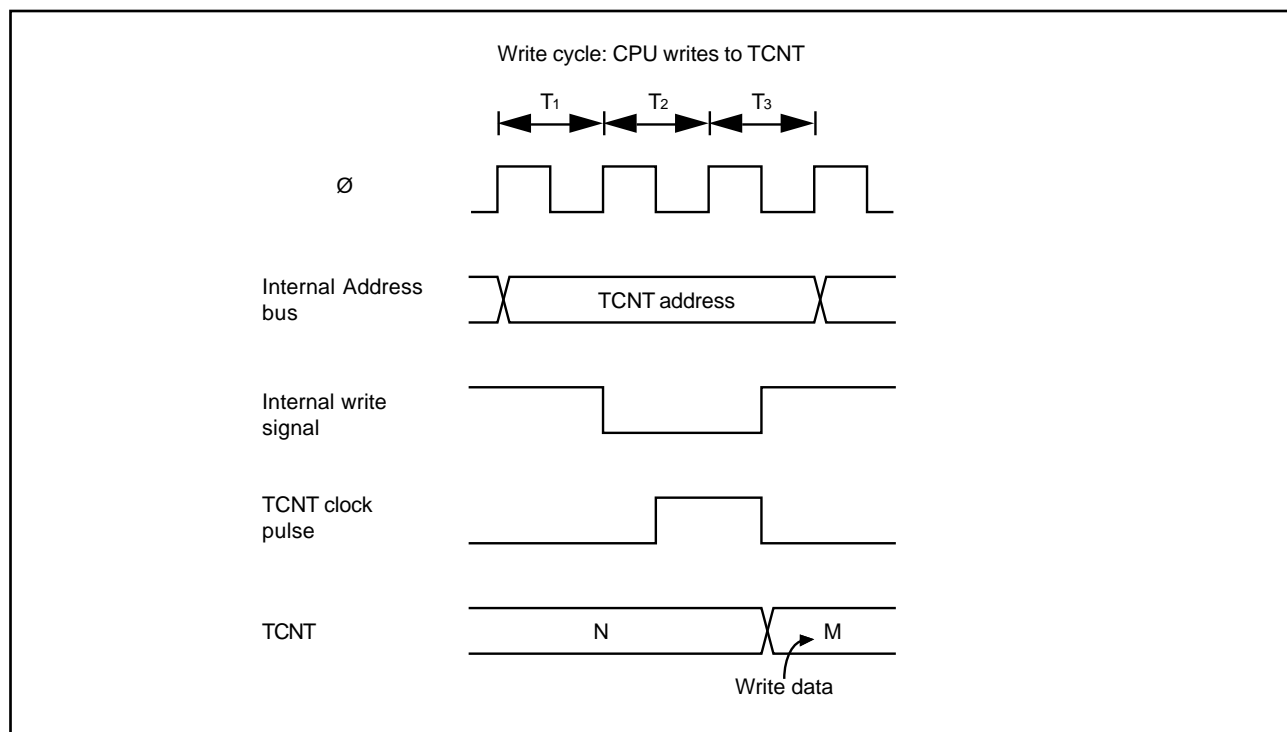 Write cycle: CPU writes to TCNT
T1 T2 T3
Ø
Internal Address
bus
TCNT address
Internal write
signal
TCNT clock
pulse
TCNT
N
M
Write data